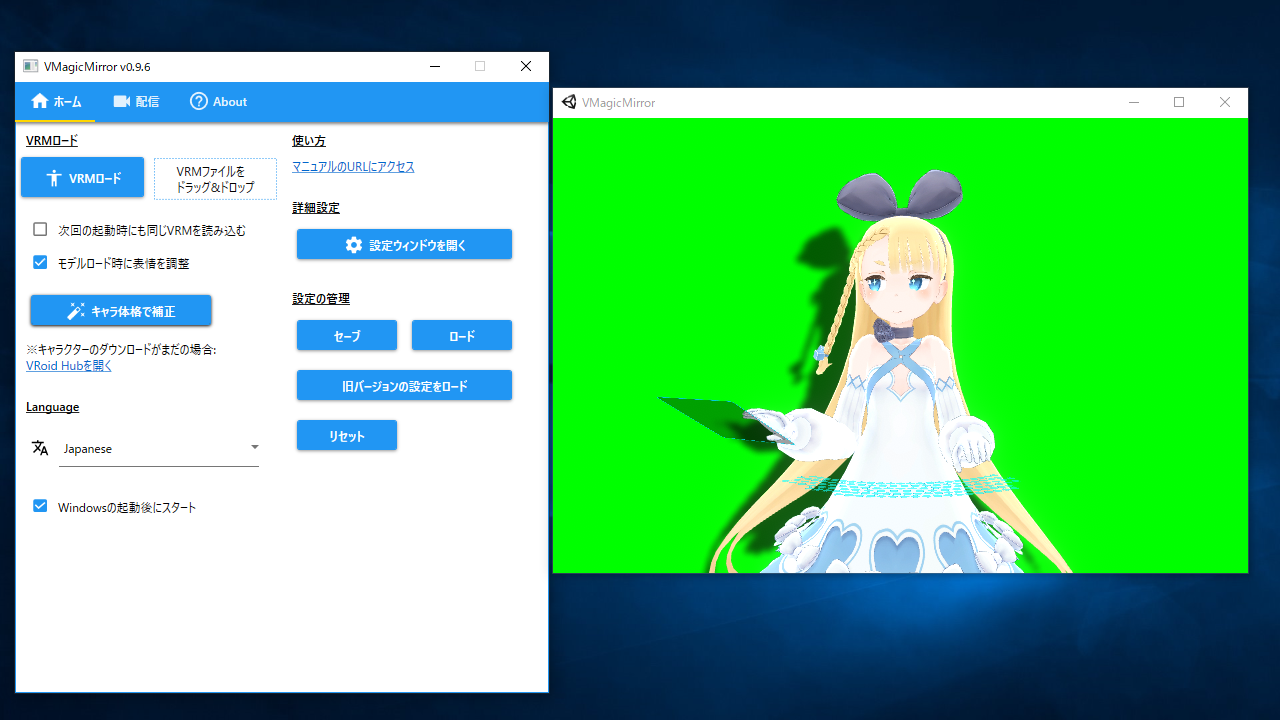 VMagicMirror v0.9.6
ホーム
配信
About
VRMロード
VRMロード
VRMファイルを
ドラッグ&ドロップ
次回の起動時にも同じVRMを読み込む
モデルロード時に表情を調整
キャラ体格で補正
※キャラクターのダウンロードがまだの場合:
VRoid Hubを開く
Language
Japanese
Windowsの起動後にスタート
使い方
マニュアルのURLにアクセス
詳細設定
設定ウィンドウを開く
設定の管理
セーブ
ロード
旧バージョンの設定をロード
リセット
VMagicMirror